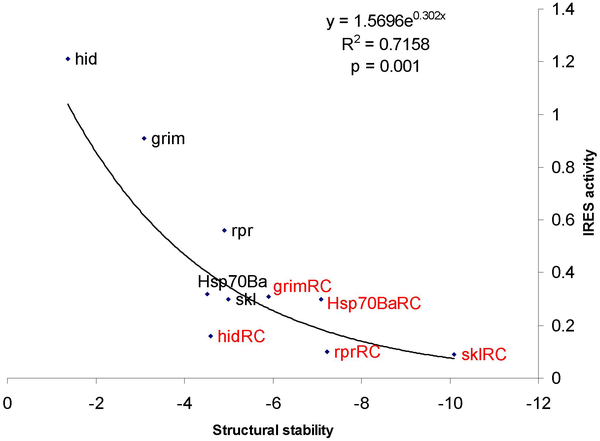 1.4
y = 1.5696e^0.302x
R² = 0.7158
p = 0.001
1.2
hid
1
grim
0.8
IRES activity
0.6
rpr
0.4
Hsp70Ba
grimRC
skl
Hsp70BaRC
0.2
hidRC
rprRC
sklRC
0
0 -2 -4 -6 -8 -10 -12
Structural stability